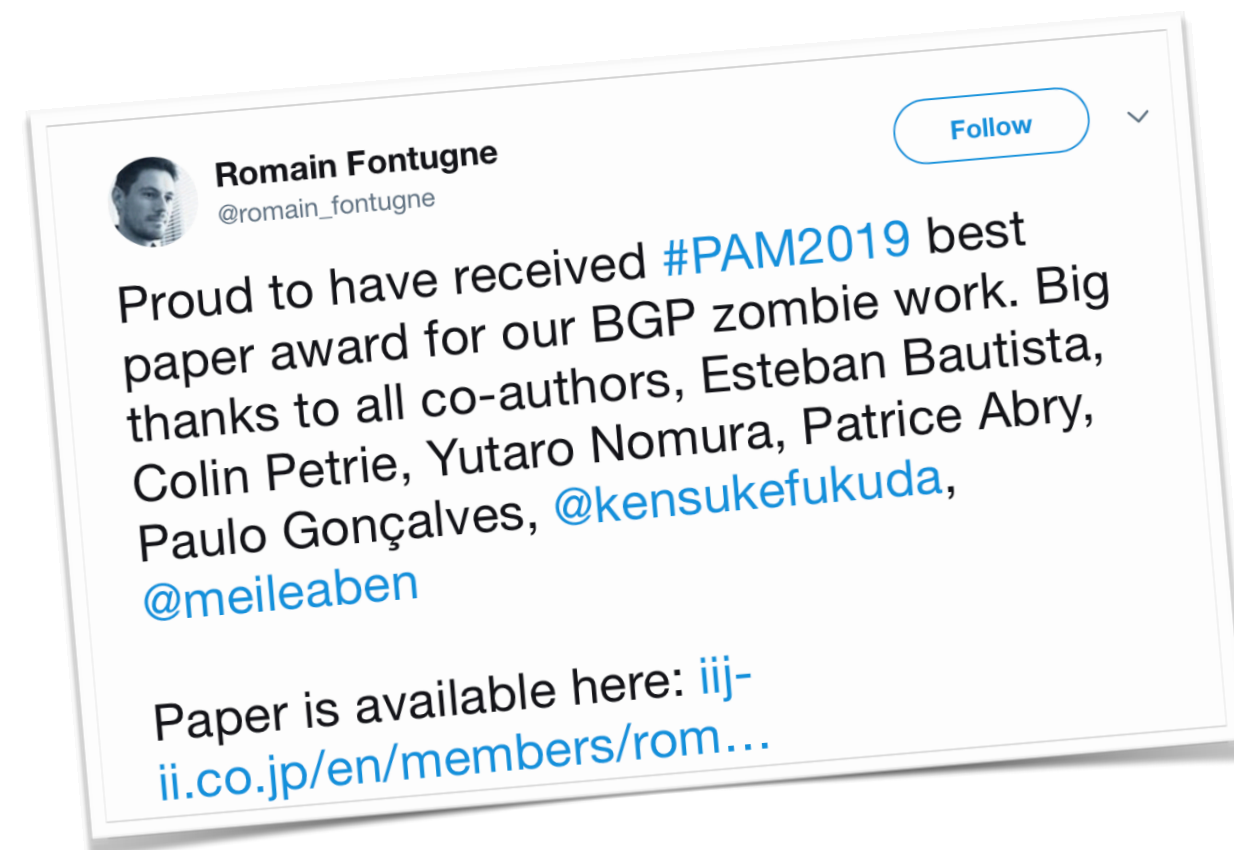 Romain Fontugne
@romain_fontugne
Follow
Proud to have received #PAM2019 best
paper award for our BGP zombie work. Big
thanks to all co-authors, Esteban Bautista,
Colin Petrie, Yutaro Nomura, Patrice Abry,
Paulo Gonçalves, @kensukefukuda,
@meileaben
Paper is available here: iij-
ii.co.jp/en/members/rom…